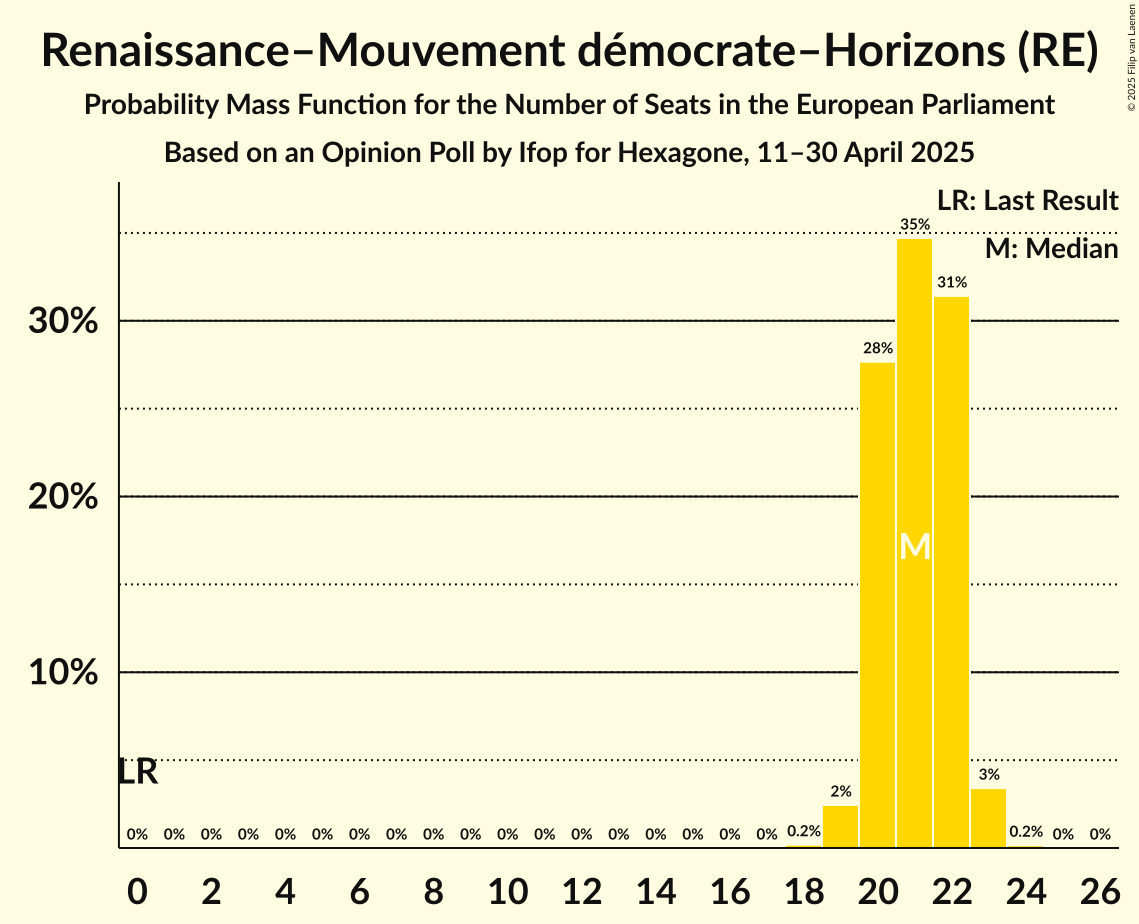 Renaissance–Mouvement démocrate–Horizons (RE)
Probability Mass Function for the Number of Seats in the European Parliament
Based on an Opinion Poll by Ifop for Hexagone, 11–30 April 2025
© 2025 Filip van Laenen
LR: Last Result
M: Median
35%
31%
30%
28%
20%
M
10%
LR
3%
2%
0% 0% 0% 0% 0% 0% 0% 0% 0% 0% 0% 0% 0% 0% 0% 0% 0% 0% 0.2% 0.2% 0% 0%
0 2 4 6 8 10 12 14 16 18 20 22 24 26